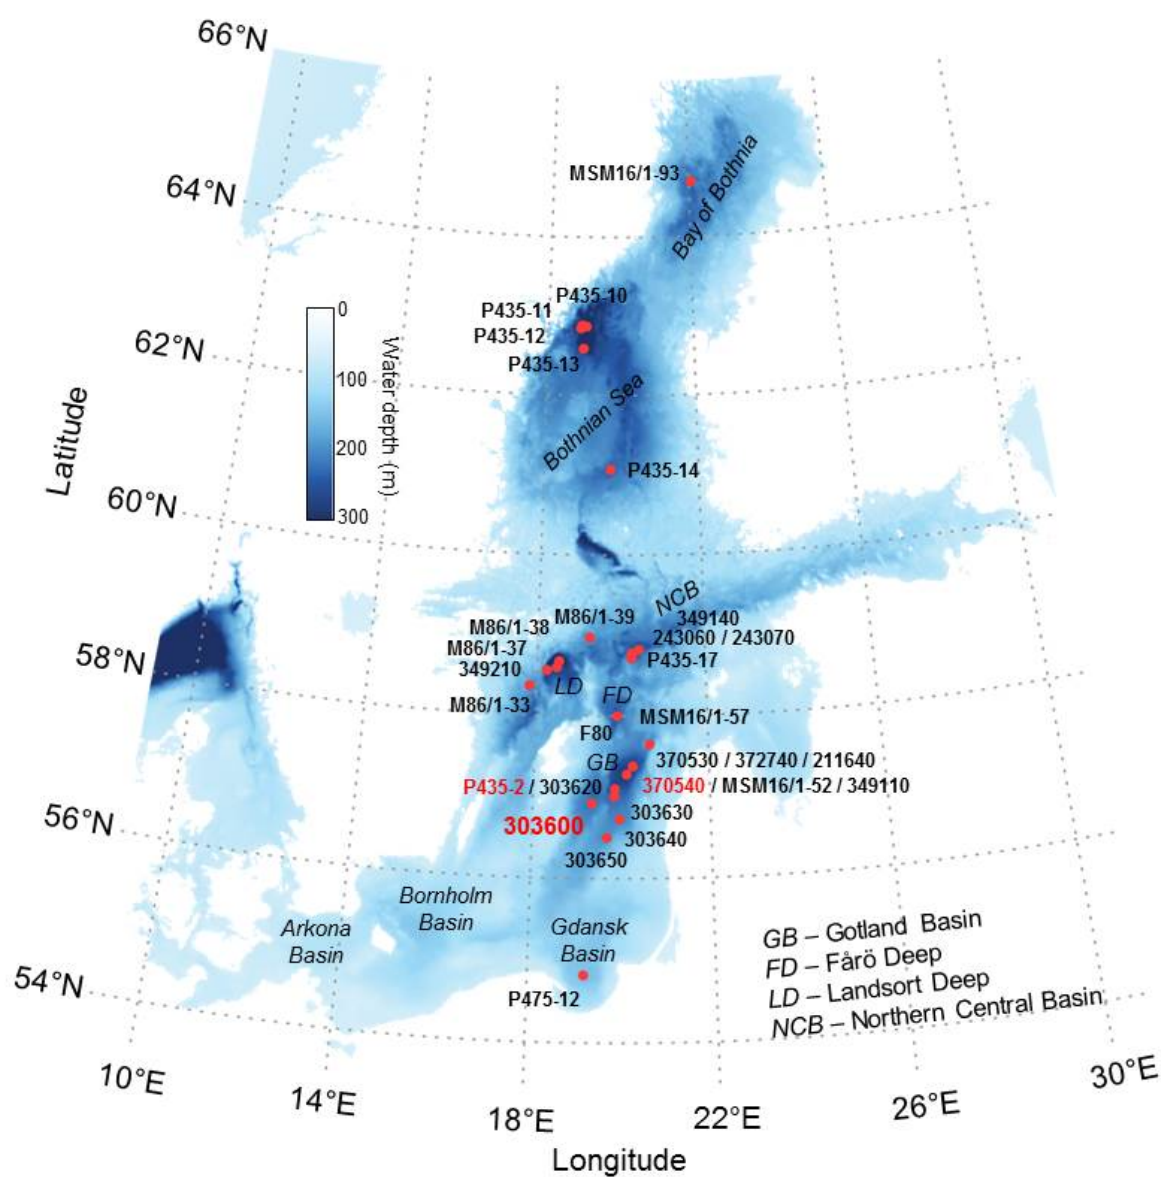 66°N
64°N
MSM16/1-93
Bay of Bothnia
P435-10
P435-11
P435-12
P435-13
62°N
0
100
200
300
Water depth (m)
Bothnian Sea
P435-14
Latitude
60°N
NCB
349140
M86/1-39
243060 / 243070
M86/1-38
P435-17
M86/1-37
349210
58°N
LD
FD
M86/1-33
MSM16/1-57
F80
GB
370530 / 372740 / 211640
P435-2 / 303620
370540 / MSM16/1-52 / 349110
303600
303630
303640
303650
56°N
Bornholm
Basin
Arkona
Basin
Gdansk
Basin
P475-12
GB – Gotland Basin
FD – Fårö Deep
LD – Landsort Deep
NCB – Northern Central Basin
54°N
10°E
14°E
18°E
22°E
26°E
30°E
Longitude